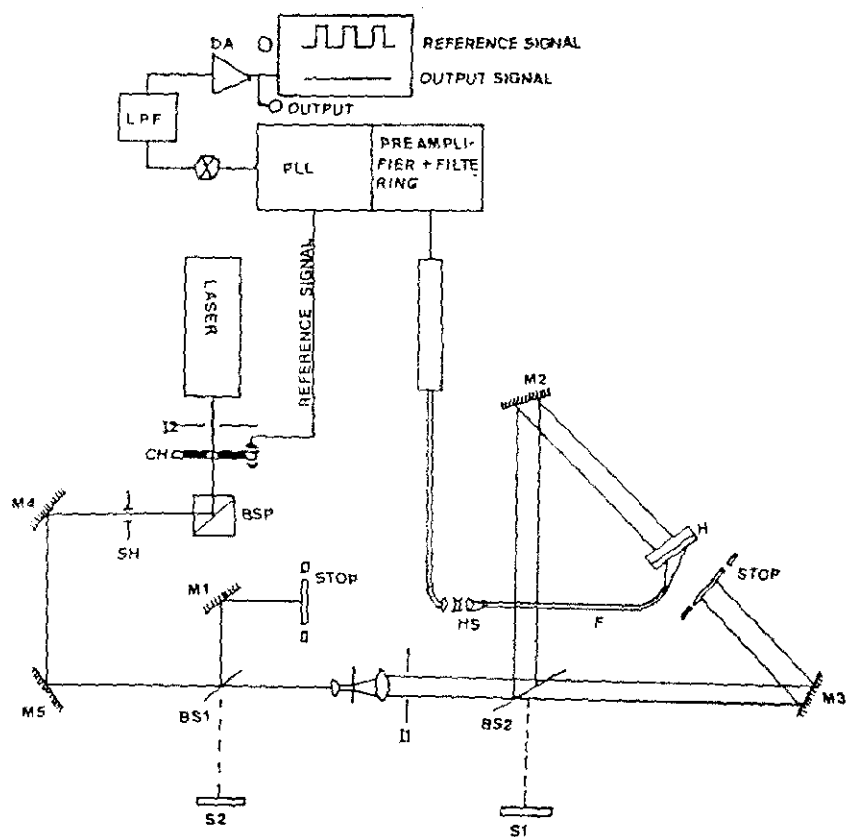 DA
REFERENCE SIGNAL
OUTPUT SIGNAL
OUTPUT
LPF
PLL
PREAMPLI-
FIER + FILTE
RING
LASER
REFERENCE SIGNAL
I2
CH
M2
M4
BSP
SH
H
M1
STOP
STOP
HS
F
M5
BS1
I1
BS2
M3
S2
S1